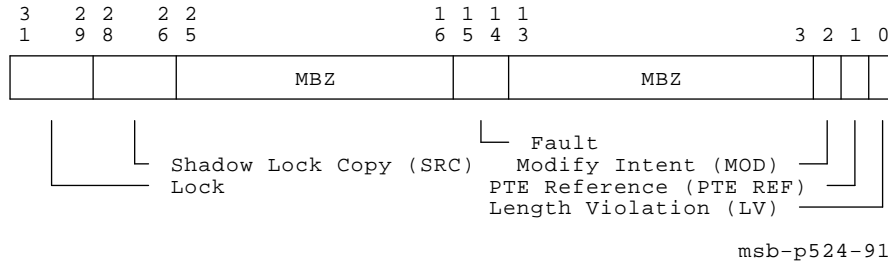 3 2 2 2 2 1 1 1 1
1 9 8 6 5 6 5 4 3 3 2 1 0
MBZ MBZ
Fault
Shadow Lock Copy (SRC) Modify Intent (MOD)
Lock PTE Reference (PTE REF)
Length Violation (LV)
msb-p524-91